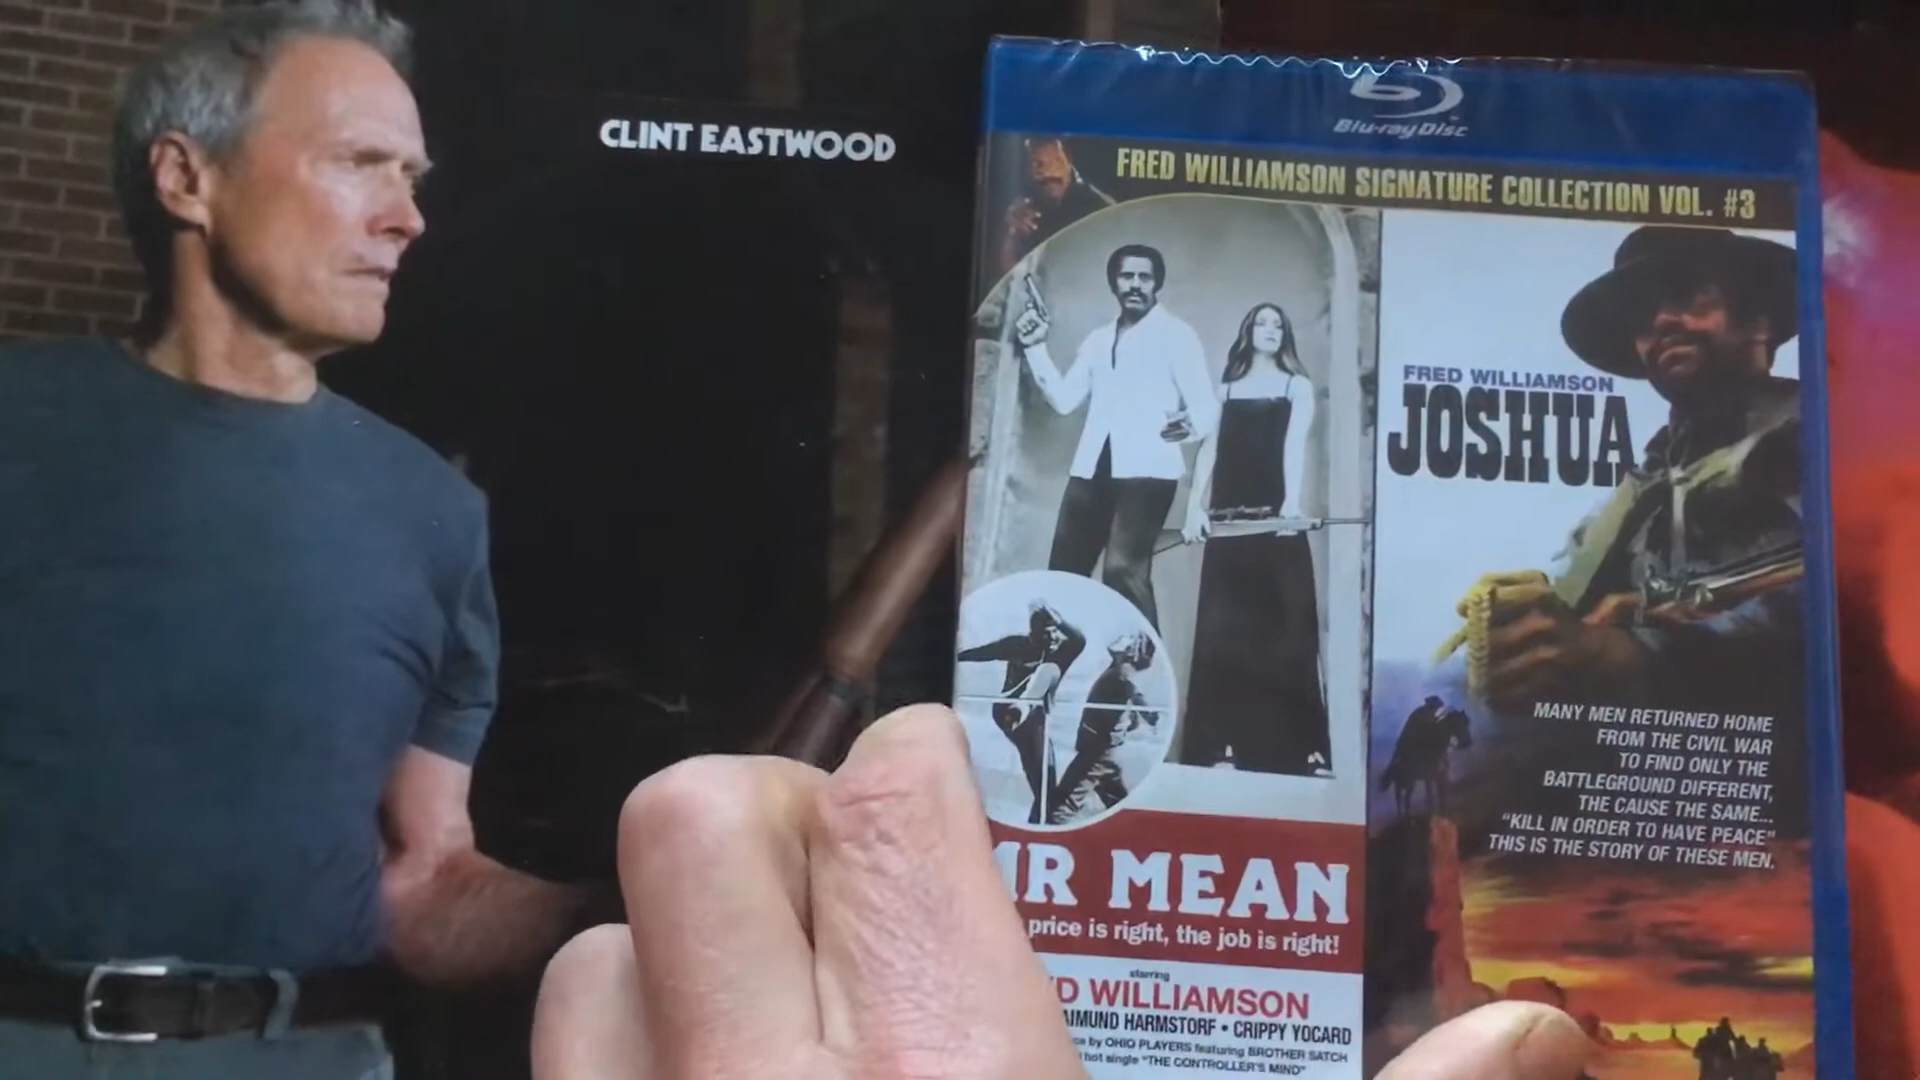 CLINT EASTWOOD
Blu-ray Disc
FRED WILLIAMSON SIGNATURE COLLECTION VOL. #3
FRED WILLIAMSON
JOSHUA
MANY MEN RETURNED HOME
FROM THE CIVIL WAR
TO FIND ONLY THE
BATTLEGROUND DIFFERENT,
THE CAUSE THE SAME...
"KILL IN ORDER TO HAVE PEACE"
THIS IS THE STORY OF THESE MEN.
MR MEAN
price is right, the job is right!
starring
D WILLIAMSON
AIMUND HARMSTORF • CRIPPY YOCARD
by OHIO PLAYERS featuring BROTHER SATCH
hot single "THE CONTROLLER'S MIND"